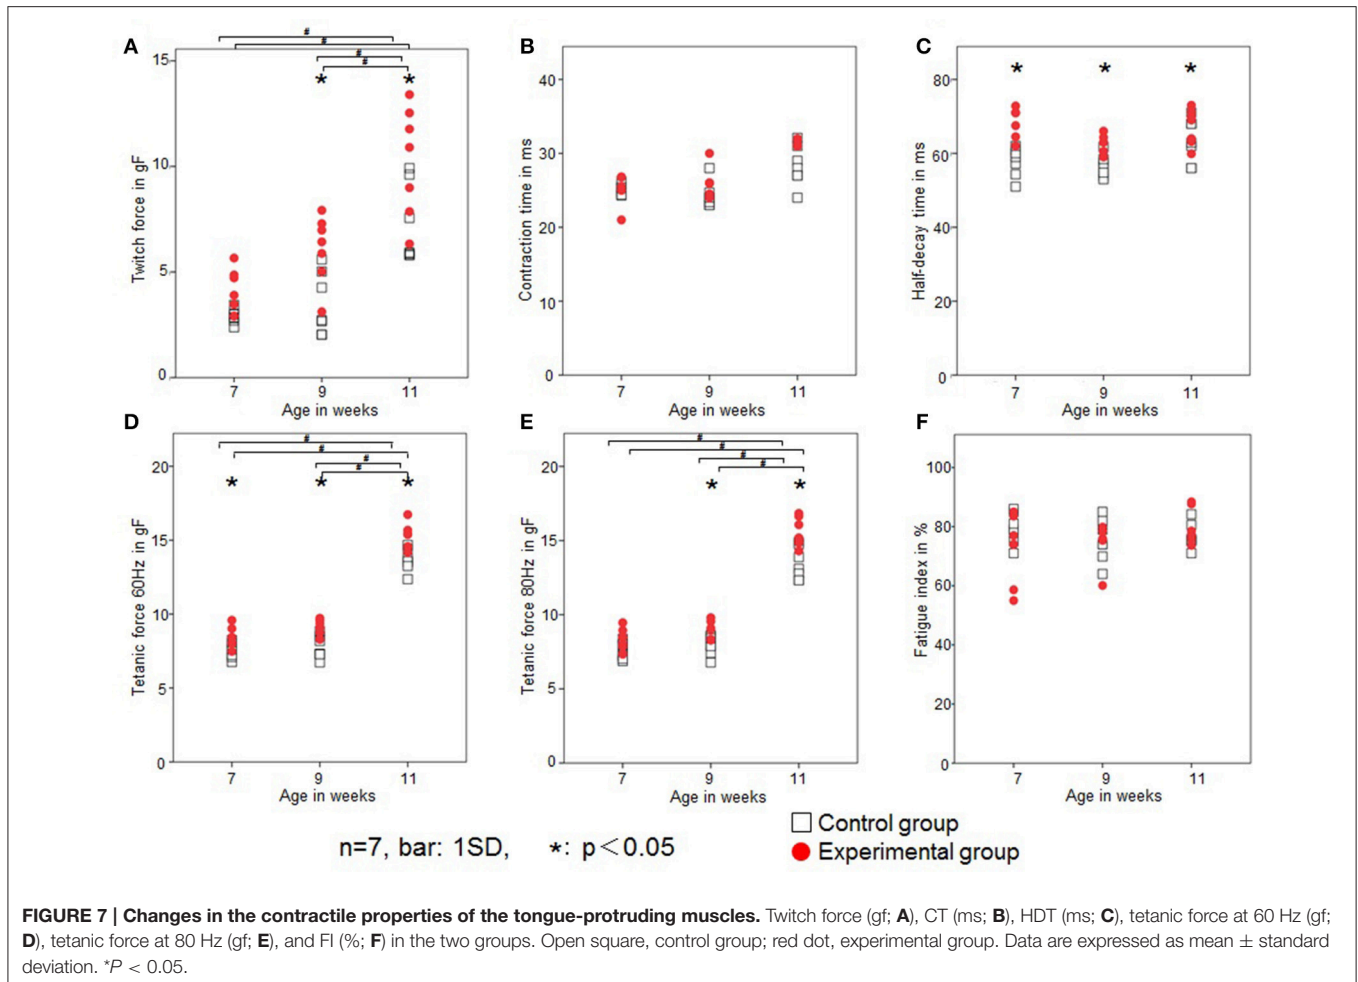 A
#
#
#
#
* *
15
10
5
0
Twitch force in gF
7 9 11
Age in weeks
B
40
30
20
10
0
Contraction time in ms
7 9 11
Age in weeks
C
* * *
80
60
40
20
0
Half-decay time in ms
7 9 11
Age in weeks
D
#
#
#
#
* * *
20
15
10
5
0
Tetanic force 60Hz in gF
7 9 11
Age in weeks
E
#
#
#
#
* *
20
15
10
5
0
Tetanic force 80Hz in gF
7 9 11
Age in weeks
F
100
80
60
40
20
0
Fatigue index in %
7 9 11
Age in weeks
n=7, bar: 1SD, *: p<0.05
Control group
Experimental group
FIGURE 7 | Changes in the contractile properties of the tongue-protruding muscles. Twitch force (gf; A), CT (ms; B), HDT (ms; C), tetanic force at 60 Hz (gf;
D), tetanic force at 80 Hz (gf; E), and FI (%; F) in the two groups. Open square, control group; red dot, experimental group. Data are expressed as mean ± standard
deviation. *P < 0.05.